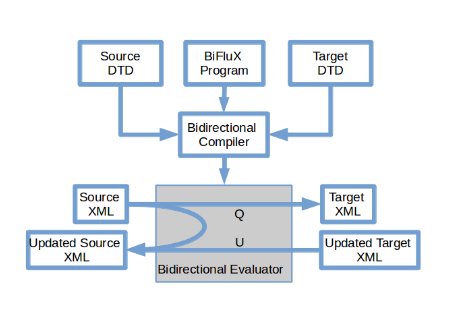 Source
DTD
BiFluX
Program
Target
DTD
Bidirectional
Compiler
Source
XML
Target
XML
Q
Updated Source
XML
U
Updated Target
XML
Bidirectional Evaluator